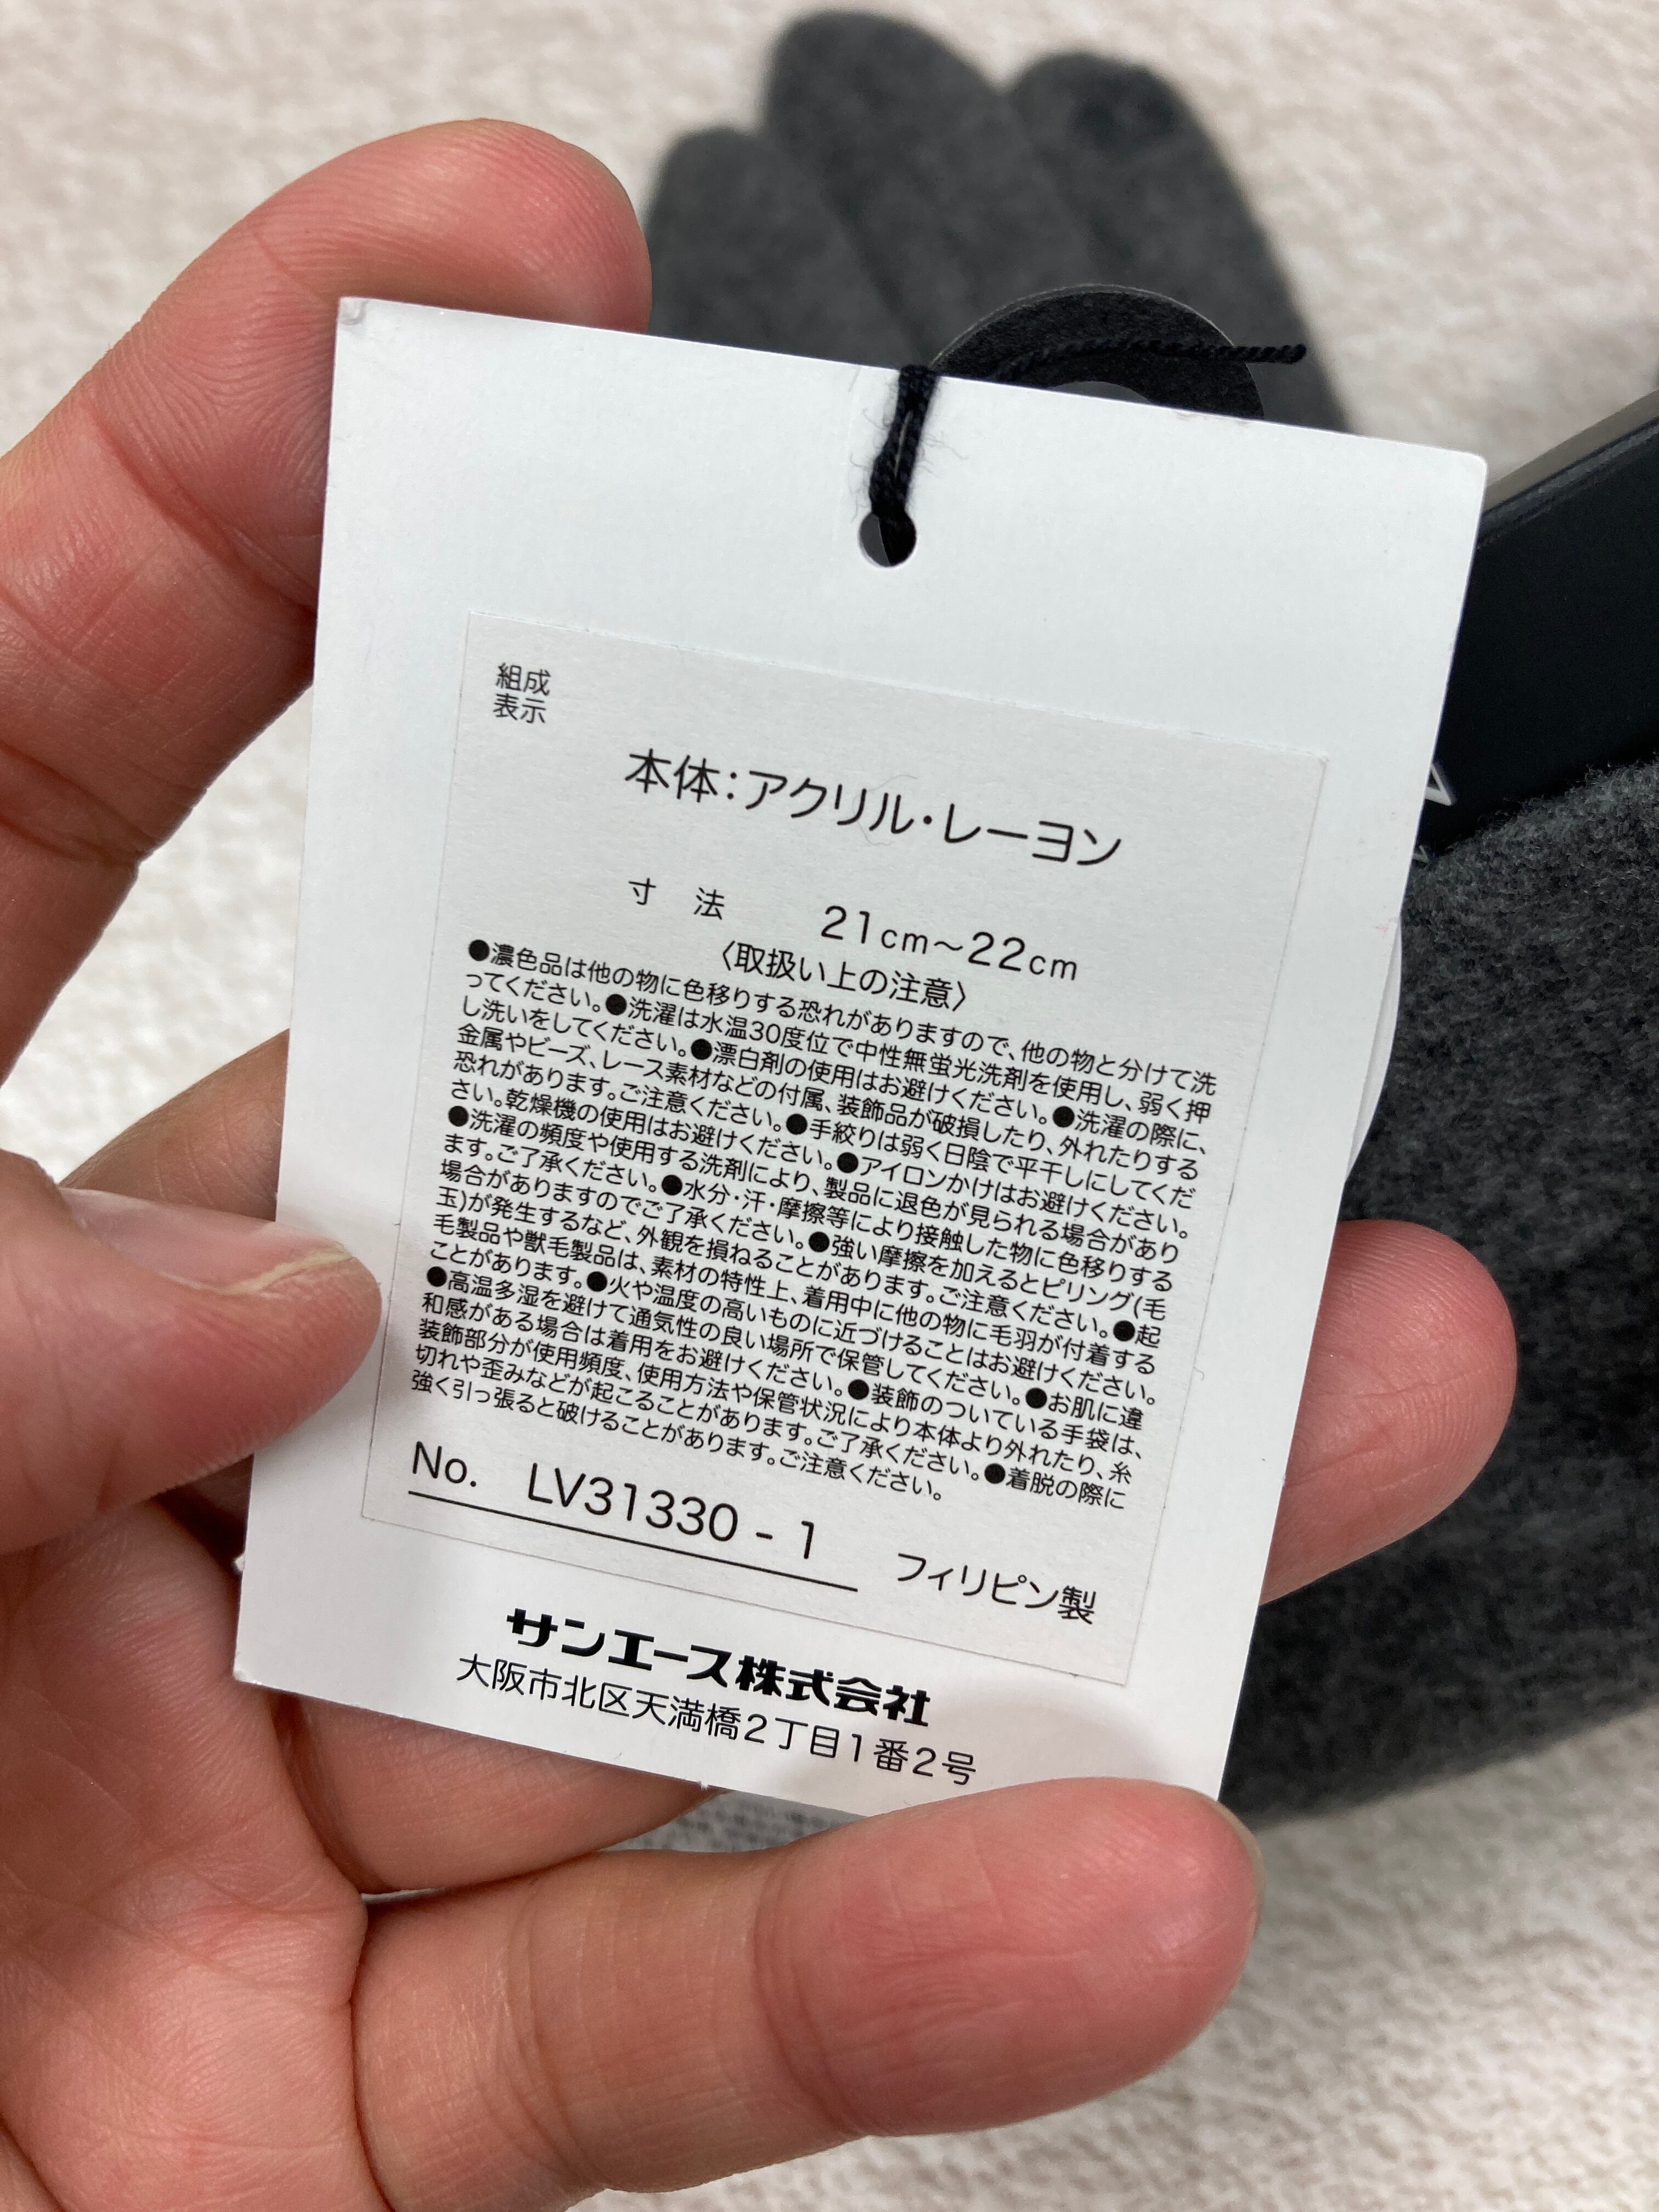 組成
表示
本体：アクリル・レーヨン
寸 法 21cm～22cm
〈取扱い上の注意〉
●濃色品は他の物に色移りする恐れがありますので、他の物と分けて洗
ってください。●洗濯は水温30度位で中性無蛍光洗剤を使用し、弱く押
し洗いをしてください。●漂白剤の使用はお避けください。●洗濯の際に、
金属やビーズ、レース素材などの付属、装飾品が破損したり、外れたりする
恐れがあります。ご注意ください。●手絞りは弱く日陰で平干しにしてくだ
さい。乾燥機の使用はお避けください。●アイロンかけはお避けください。
●洗濯の頻度や使用する洗剤により、製品に退色が見られる場合があり
ます。ご了承ください。●水分・汗・摩擦等により接触した物に色移りする
場合がありますのでご了承ください。●強い摩擦を加えるとピリング(毛
玉)が発生するなど、外観を損ねることがあります。ご注意ください。●起
毛製品や獣毛製品は、素材の特性上、着用中に他の物に毛羽が付着する
ことがあります。●火や温度の高いものに近づけることはお避けください。
●高温多湿を避けて通気性の良い場所で保管してください。●お肌に違
和感がある場合は着用をお避けください。●装飾のついている手袋は、
装飾部分が使用頻度、使用方法や保管状況により本体より外れたり、糸
切れや歪みなどが起こることがあります。ご了承ください。●着脱の際に
強く引っ張ると破けることがあります。ご注意ください。
No. LV31330 - 1 フィリピン製
サンエース株式会社
大阪市北区天満橋2丁目1番2号